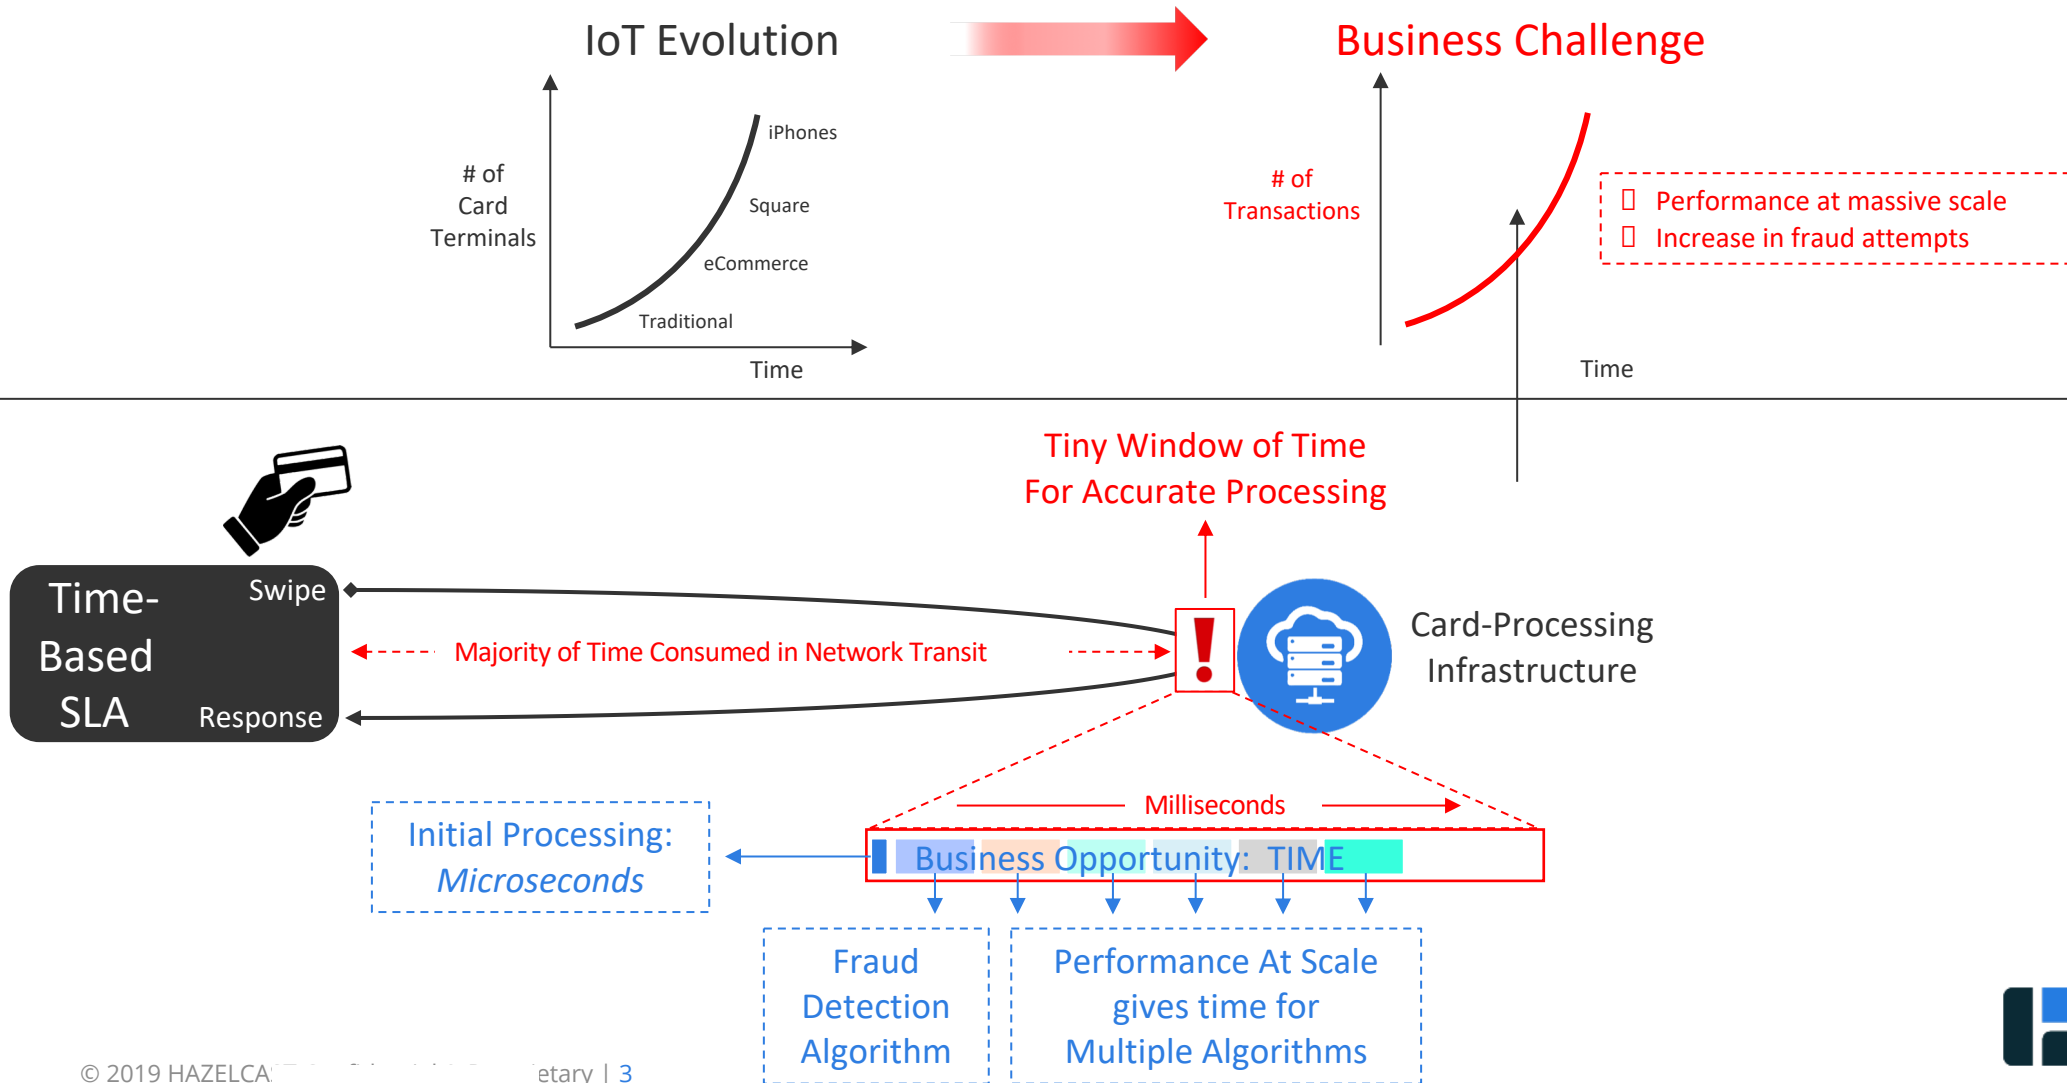 IoT Evolution
Business Challenge
# of
Card
Terminals
iPhones
Square
eCommerce
Traditional
Time
# of
Transactions
Performance at massive scale
Increase in fraud attempts
Time
Tiny Window of Time
For Accurate Processing
Time-
Based
SLA
Swipe
Response
Majority of Time Consumed in Network Transit
Card-Processing
Infrastructure
Milliseconds
Initial Processing:
Microseconds
Business Opportunity: TIME
Fraud
Detection
Algorithm
Performance At Scale
gives time for
Multiple Algorithms
© 2019 | 3